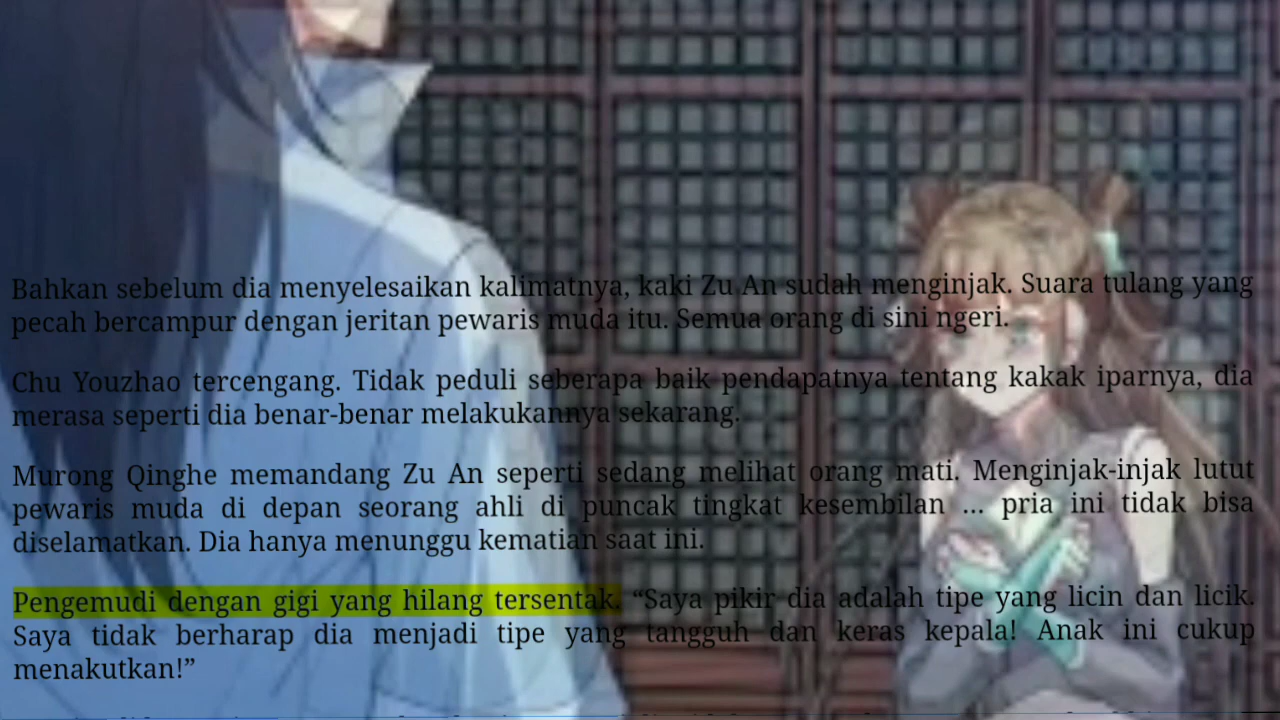 Bahkan sebelum dia menyelesaikan kalimatnya, kaki Zu An sudah menginjak. Suara tulang yang
pecah bercampur dengan jeritan pewaris muda itu. Semua orang di sini ngeri.
Chu Youzhao tercengang. Tidak peduli seberapa baik pendapatnya tentang kakak iparnya, dia
merasa seperti dia benar-benar melakukannya sekarang.
Murong Qinghe memandang Zu An seperti sedang melihat orang mati. Menginjak-injak lutut
pewaris muda di depan seorang ahli di puncak tingkat kesembilan ... pria ini tidak bisa
diselamatkan. Dia hanya menunggu kematian saat ini.
Pengemudi dengan gigi yang hilang tersentak. “Saya pikir dia adalah tipe yang licin dan licik.
Saya tidak berharap dia menjadi tipe yang tangguh dan keras kepala! Anak ini cukup
menakutkan!”